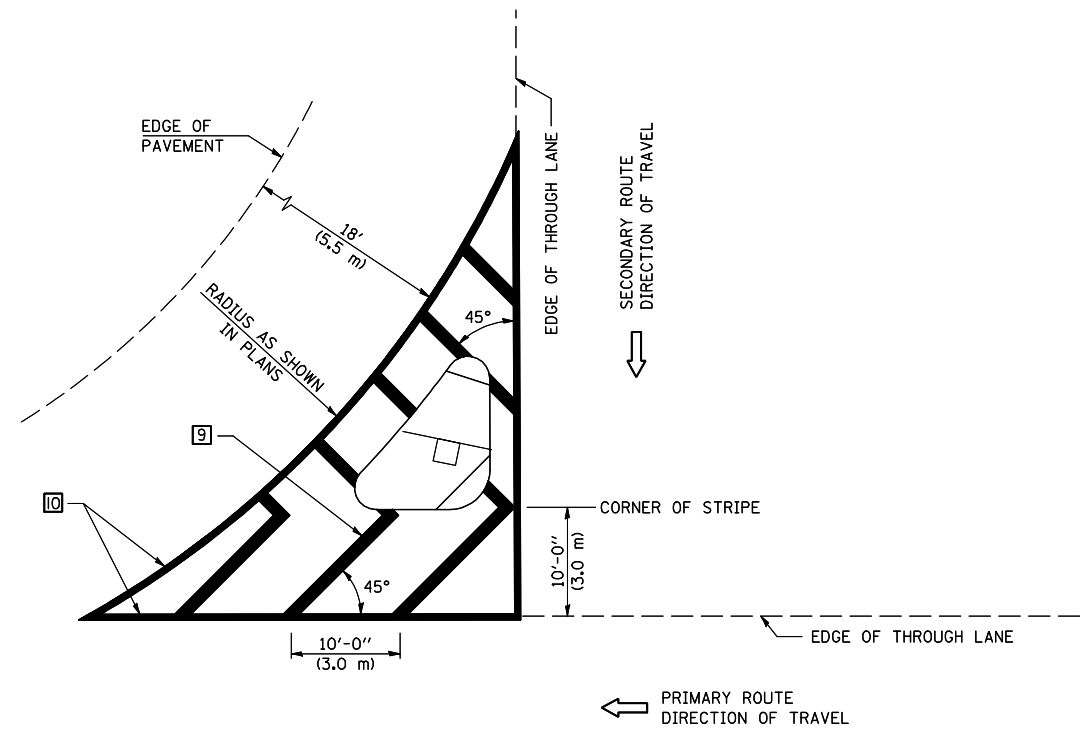 EDGE OF
PAVEMENT
18'
(5.5 m)
RADIUS AS SHOWN
IN PLANS
45°
EDGE OF THROUGH LANE
SECONDARY ROUTE
DIRECTION OF TRAVEL
9
10
CORNER OF STRIPE
10'-0"
(3.0 m)
45°
10'-0"
(3.0 m)
EDGE OF THROUGH LANE
PRIMARY ROUTE
DIRECTION OF TRAVEL